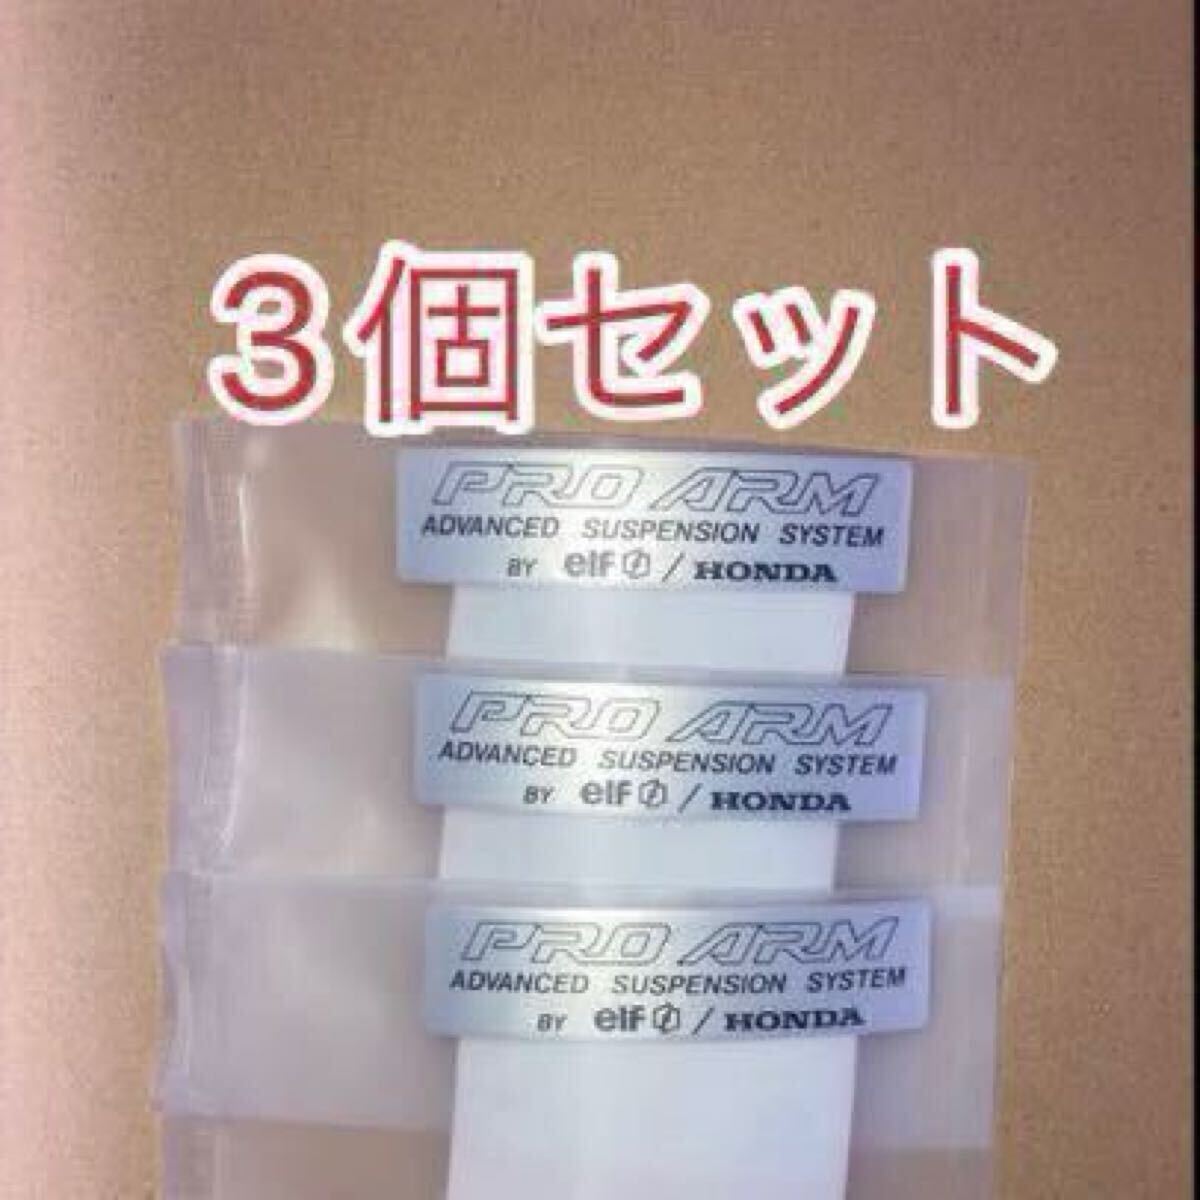 3個セット
PRO ARM
ADVANCED SUSPENSION SYSTEM
BY elf / HONDA
PRO ARM
ADVANCED SUSPENSION SYSTEM
BY elf / HONDA
PRO ARM
ADVANCED SUSPENSION SYSTEM
BY elf / HONDA